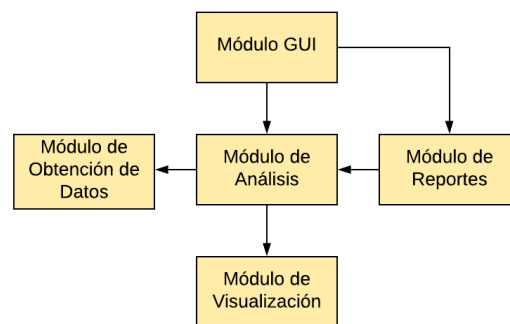 Módulo GUI
Módulo de
Obtención de
Datos
Módulo de
Análisis
Módulo de
Reportes
Módulo de
Visualización